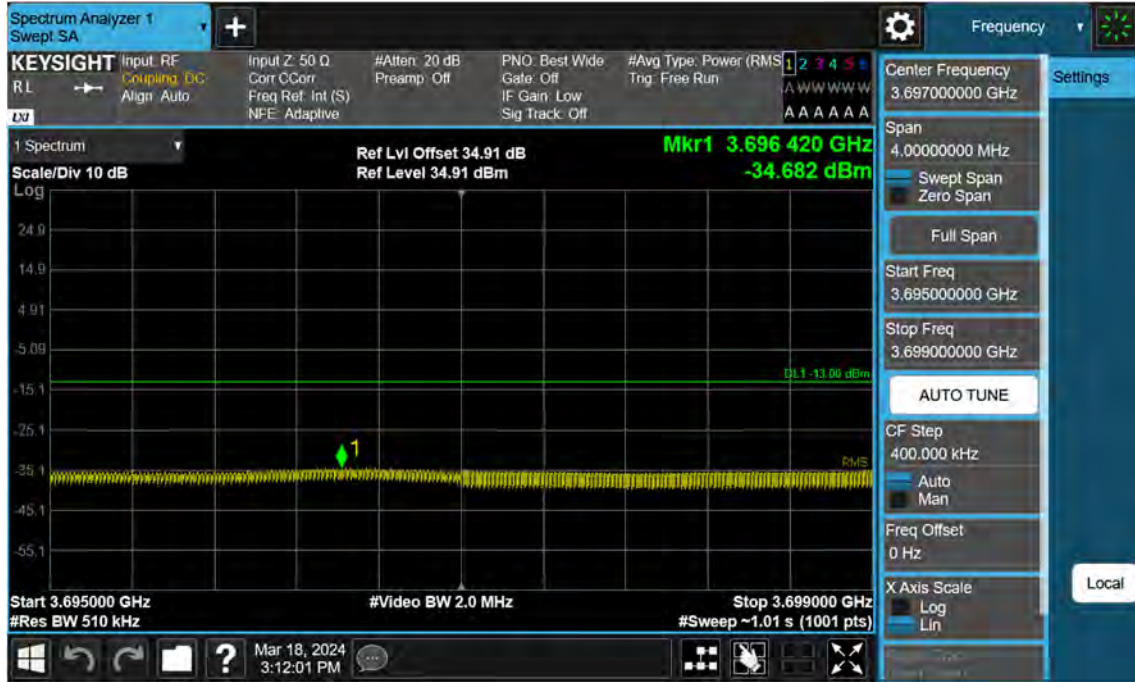 Spectrum Analyzer 1
Swept SA
+
Frequency
KEYSIGHT
RL
LXI
Input: RF
Coupling: DC
Align: Auto
Input Z: 50 Ω
Corr CCorr
Freq Ref: Int (S)
NFE: Adaptive
#Atten: 20 dB
Preamp: Off
PNO: Best Wide
Gate: Off
IF Gain: Low
Sig Track: Off
#Avg Type: Power (RMS
Trig: Free Run
1 2 3 4 5 6
A W W W W W
A A A A A A
Center Frequency
3.697000000 GHz
Settings
1 Spectrum
Scale/Div 10 dB
Log
Ref Lvl Offset 34.91 dB
Ref Level 34.91 dBm
Mkr1 3.696 420 GHz
-34.682 dBm
Span
4.00000000 MHz
Swept Span
Zero Span
Full Span
Start Freq
3.695000000 GHz
Stop Freq
3.699000000 GHz
AUTO TUNE
CF Step
400.000 kHz
Auto
Man
Freq Offset
0 Hz
X Axis Scale
Log
Lin
Local
24.9
14.9
4.91
-5.09
-15.1
-25.1
-35.1
-45.1
-55.1
DL1 -13.00 dBm
1
RMS
Start 3.695000 GHz
#Res BW 510 kHz
#Video BW 2.0 MHz
Stop 3.699000 GHz
#Sweep ~1.01 s (1001 pts)
?
Mar 18, 2024
3:12:01 PM